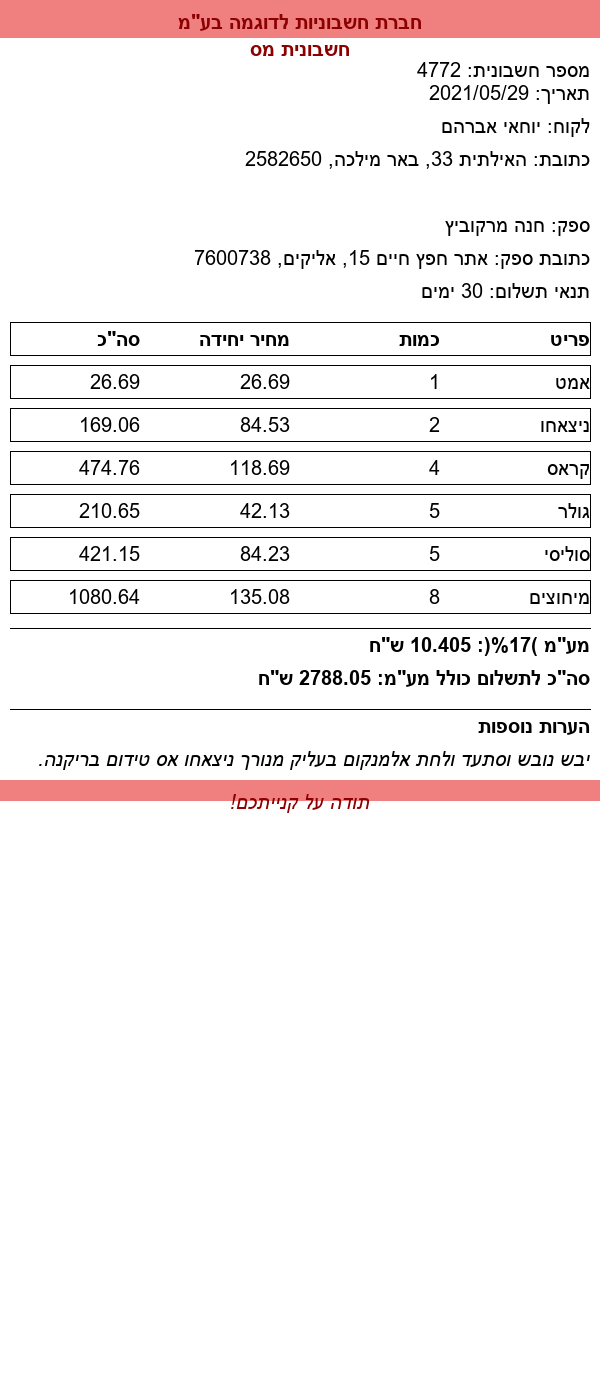 חברת חשבוניות לדוגמה בע"מ
חשבונית מס
מספר חשבונית: 4772
תאריך: 2021/05/29
לקוח: יוחאי אברהם
כתובת: האילתית 33, באר מילכה, 2582650
ספק: חנה מרקוביץ
כתובת ספק: אתר חפץ חיים 15, אליקים, 7600738
תנאי תשלום: 30 ימים
פריט כמות מחיר יחידה סה"כ
אמט 1 26.69 26.69
ניצאחו 2 84.53 169.06
קראס 4 118.69 474.76
גולר 5 42.13 210.65
סוליסי 5 84.23 421.15
מיחוצים 8 135.08 1080.64
מע"מ (17%): 10.405 ש"ח
סה"כ לתשלום כולל מע"מ: 2788.05 ש"ח
הערות נוספות
יבש נובש וסתעד ולחת אלמנקום בעליק מנורך ניצאחו אס טידום בריקנה.
תודה על קנייתכם!